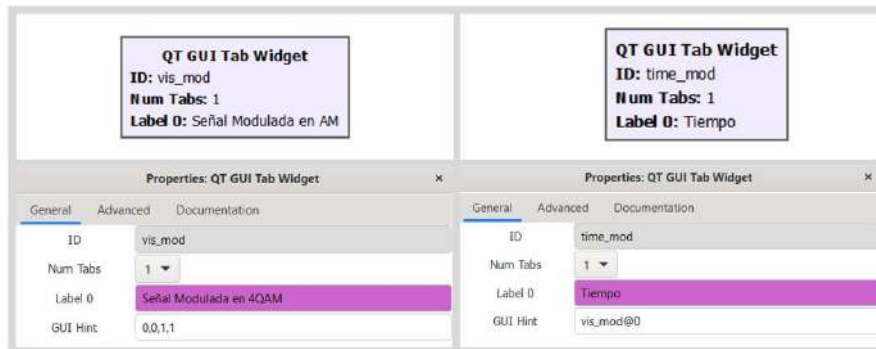 QT GUI Tab Widget
ID: vis_mod
Num Tabs: 1
Label 0: Señal Modulada en AM
QT GUI Tab Widget
ID: time_mod
Num Tabs: 1
Label 0: Tiempo
Properties: QT GUI Tab Widget ×
General Advanced Documentation
ID vis_mod
Num Tabs 1
Label 0 Señal Modulada en 4QAM
GUI Hint 0,0,1,1
Properties: QT GUI Tab Widget ×
General Advanced Documentation
ID time_mod
Num Tabs 1
Label 0 Tiempo
GUI Hint vis_mod@0